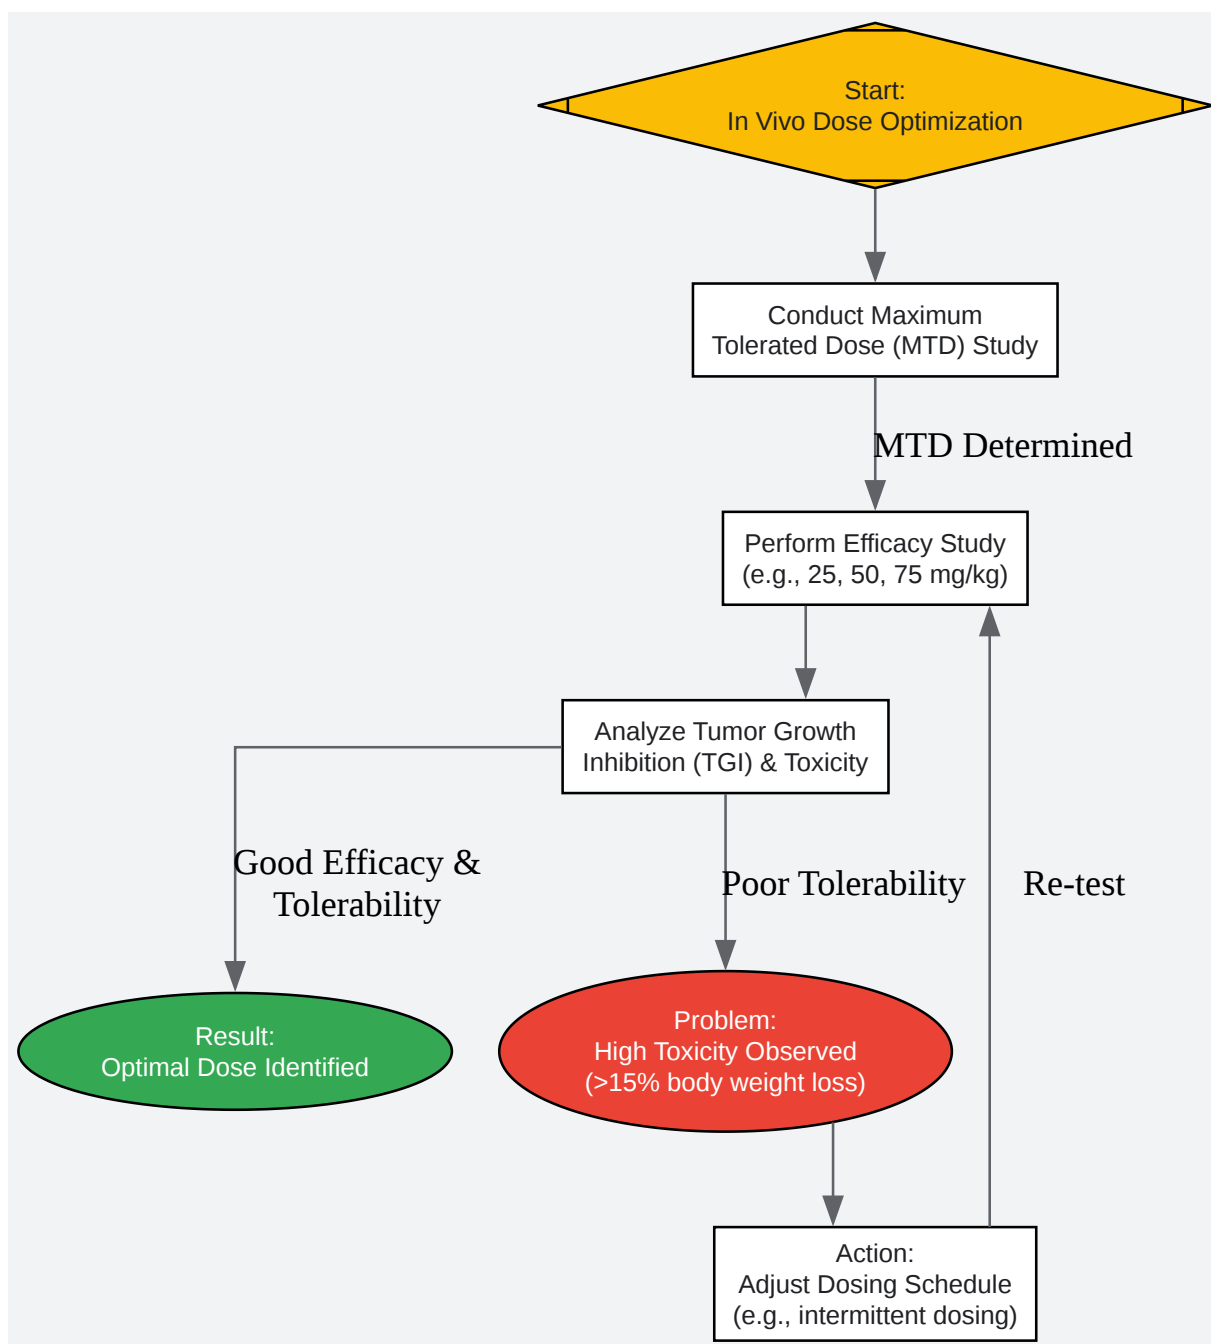 Start:
In Vivo Dose Optimization
Conduct Maximum
Tolerated Dose (MTD) Study
MTD Determined
Perform Efficacy Study
(e.g., 25, 50, 75 mg/kg)
Analyze Tumor Growth
Inhibition (TGI) & Toxicity
Good Efficacy &
Tolerability
Poor Tolerability
Re-test
Result:
Optimal Dose Identified
Problem:
High Toxicity Observed
(>15% body weight loss)
Action:
Adjust Dosing Schedule
(e.g., intermittent dosing)